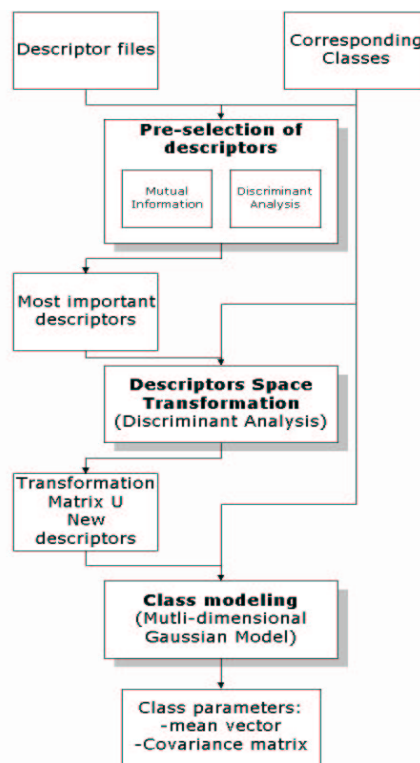 Descriptor files
Corresponding
Classes
Pre-selection of
descriptors
Mutual
Information
Discriminant
Analysis
Most important
descriptors
Descriptors Space
Transformation
(Discriminant Analysis)
Transformation
Matrix U
New
descriptors
Class modeling
(Mutli-dimensional
Gaussian Model)
Class parameters:
-mean vector
-Covariance matrix